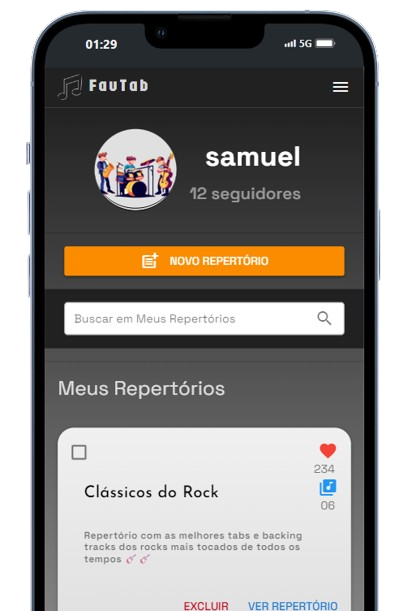 01:29
5G
FauTab
samuel
12 seguidores
NOVO REPERTÓRIO
Buscar em Meus Repertórios
Meus Repertórios
234
Clássicos do Rock
06
Repertório com as melhores tabs e backing
tracks dos rocks mais tocados de todos os
tempos 🎸 🎸
EXCLUIR VER REPERTÓRIO